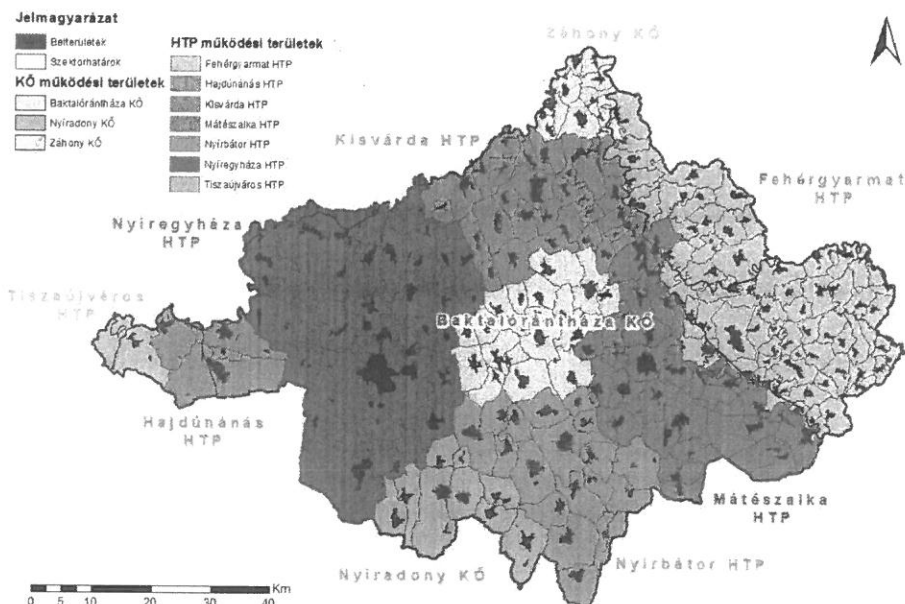 Jelmagyarázat
Belterületek
Szektorhatárok
KŐ működési területek
Baktalórántháza KŐ
Nyíradony KŐ
Záhony KŐ
HTP működési területek
Fehérgyarmat HTP
Hajdúnánás HTP
Kisvárda HTP
Mátészalka HTP
Nyírbátor HTP
Nyíregyháza HTP
Tiszaújváros HTP
Záhony KŐ
Kisvárda HTP
Fehérgyarmat
HTP
Nyíregyháza
HTP
Tiszaújváros
HTP
Baktalórántháza KŐ
Hajdúnánás
HTP
Mátészalka
HTP
Nyíradony KŐ
Nyírbátor HTP
Km
0 5 10 20 30 40